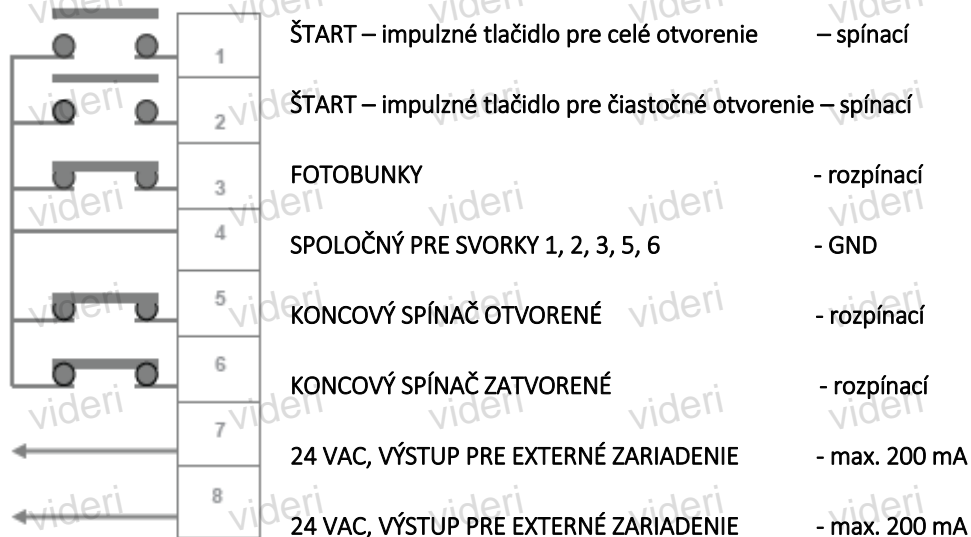 1 ŠTART – impulzné tlačidlo pre celé otvorenie – spínací
2 ŠTART – impulzné tlačidlo pre čiastočné otvorenie – spínací
3 FOTOBUNKY - rozpínací
4 SPOLOČNÝ PRE SVORKY 1, 2, 3, 5, 6 - GND
5 KONCOVÝ SPÍNAČ OTVORENÉ - rozpínací
6 KONCOVÝ SPÍNAČ ZATVORENÉ - rozpínací
7 24 VAC, VÝSTUP PRE EXTERNÉ ZARIADENIE - max. 200 mA
8 24 VAC, VÝSTUP PRE EXTERNÉ ZARIADENIE - max. 200 mA
videri